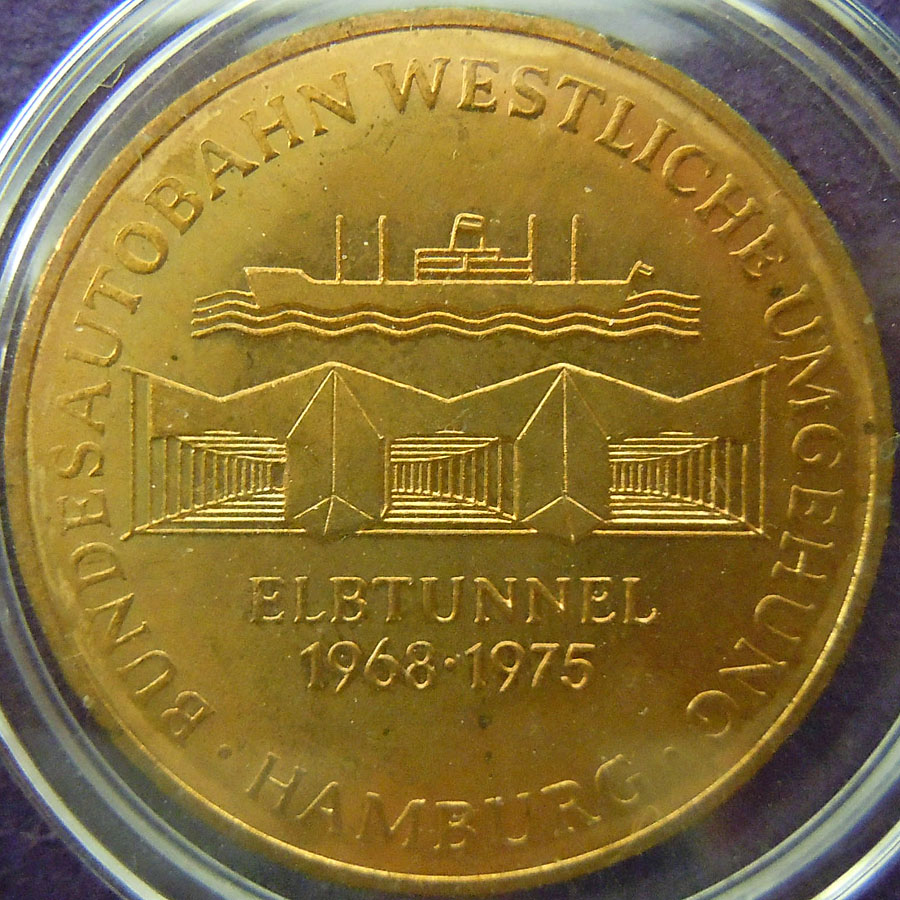 BUNDESAUTOBAHN WESTLICHE·UMGEHUNG
ELBTUNNEL
1968·1975
· HAMBURG ·